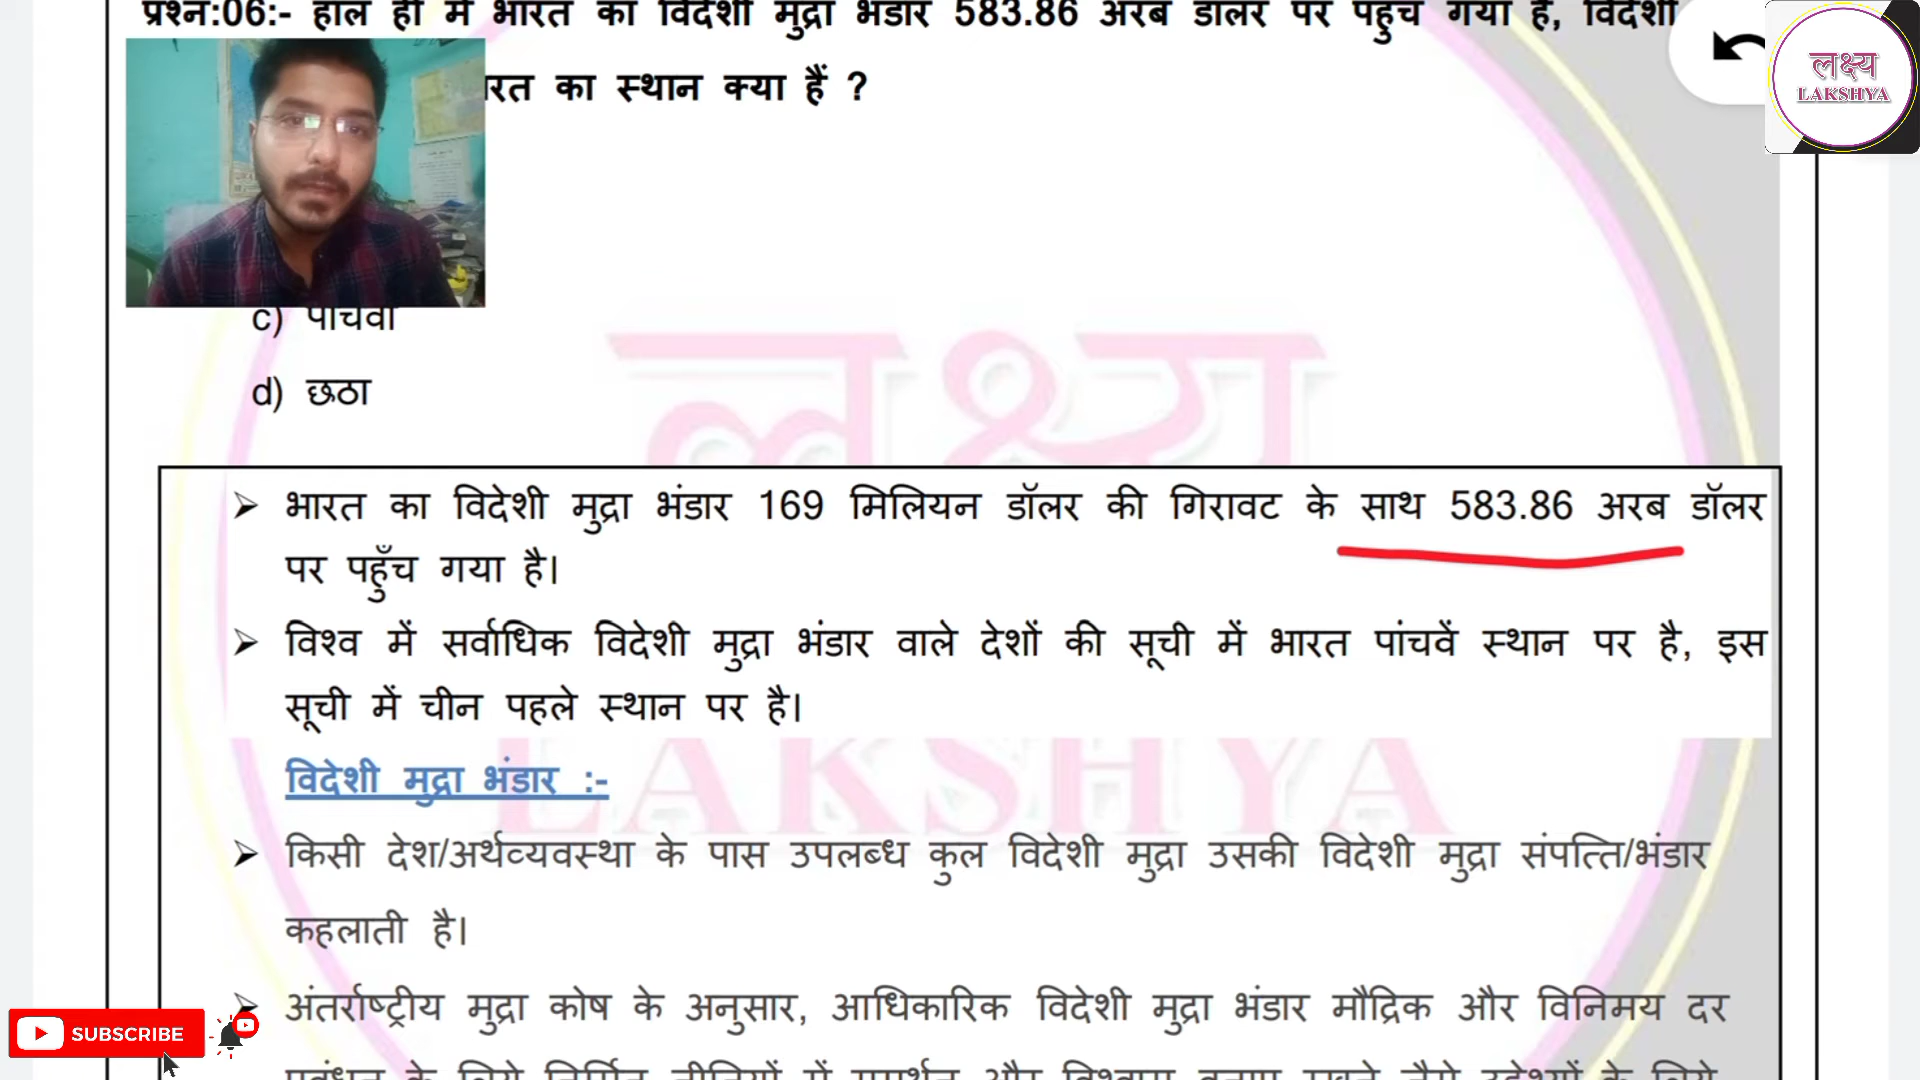 प्रश्न:06:- हाल ही में भारत का विदेशी मुद्रा भंडार 583.86 अरब डॉलर पर पहुंच गया है, विदेशी
रत का स्थान क्या हैं ?
लक्ष्य
LAKSHYA
c) पांचवां
d) छठा
लक्ष्य
➢ भारत का विदेशी मुद्रा भंडार 169 मिलियन डॉलर की गिरावट के साथ 583.86 अरब डॉलर
पर पहुँच गया है।
➢ विश्व में सर्वाधिक विदेशी मुद्रा भंडार वाले देशों की सूची में भारत पांचवें स्थान पर है, इस
सूची में चीन पहले स्थान पर है।
LAKSHYA
विदेशी मुद्रा भंडार :-
➢ किसी देश/अर्थव्यवस्था के पास उपलब्ध कुल विदेशी मुद्रा उसकी विदेशी मुद्रा संपत्ति/भंडार
कहलाती है।
➢ अंतर्राष्ट्रीय मुद्रा कोष के अनुसार, आधिकारिक विदेशी मुद्रा भंडार मौद्रिक और विनिमय दर
SUBSCRIBE